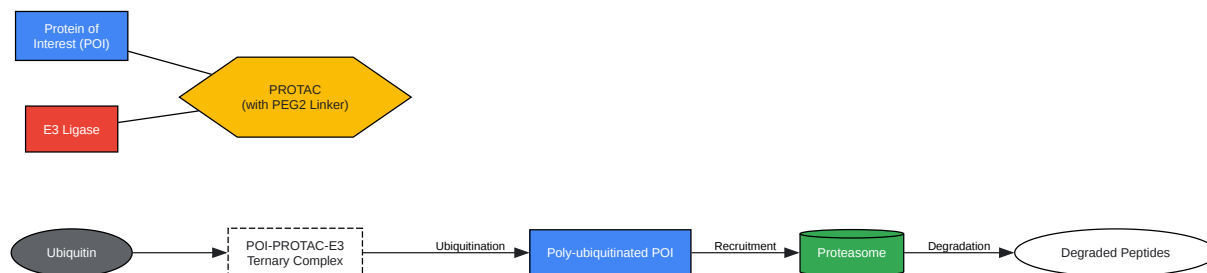 Protein of
Interest (POI)
PROTAC
(with PEG2 Linker)
E3 Ligase
Ubiquitin
POI-PROTAC-E3
Ternary Complex
Ubiquitination
Poly-ubiquitinated POI
Recruitment
Proteasome
Degradation
Degraded Peptides